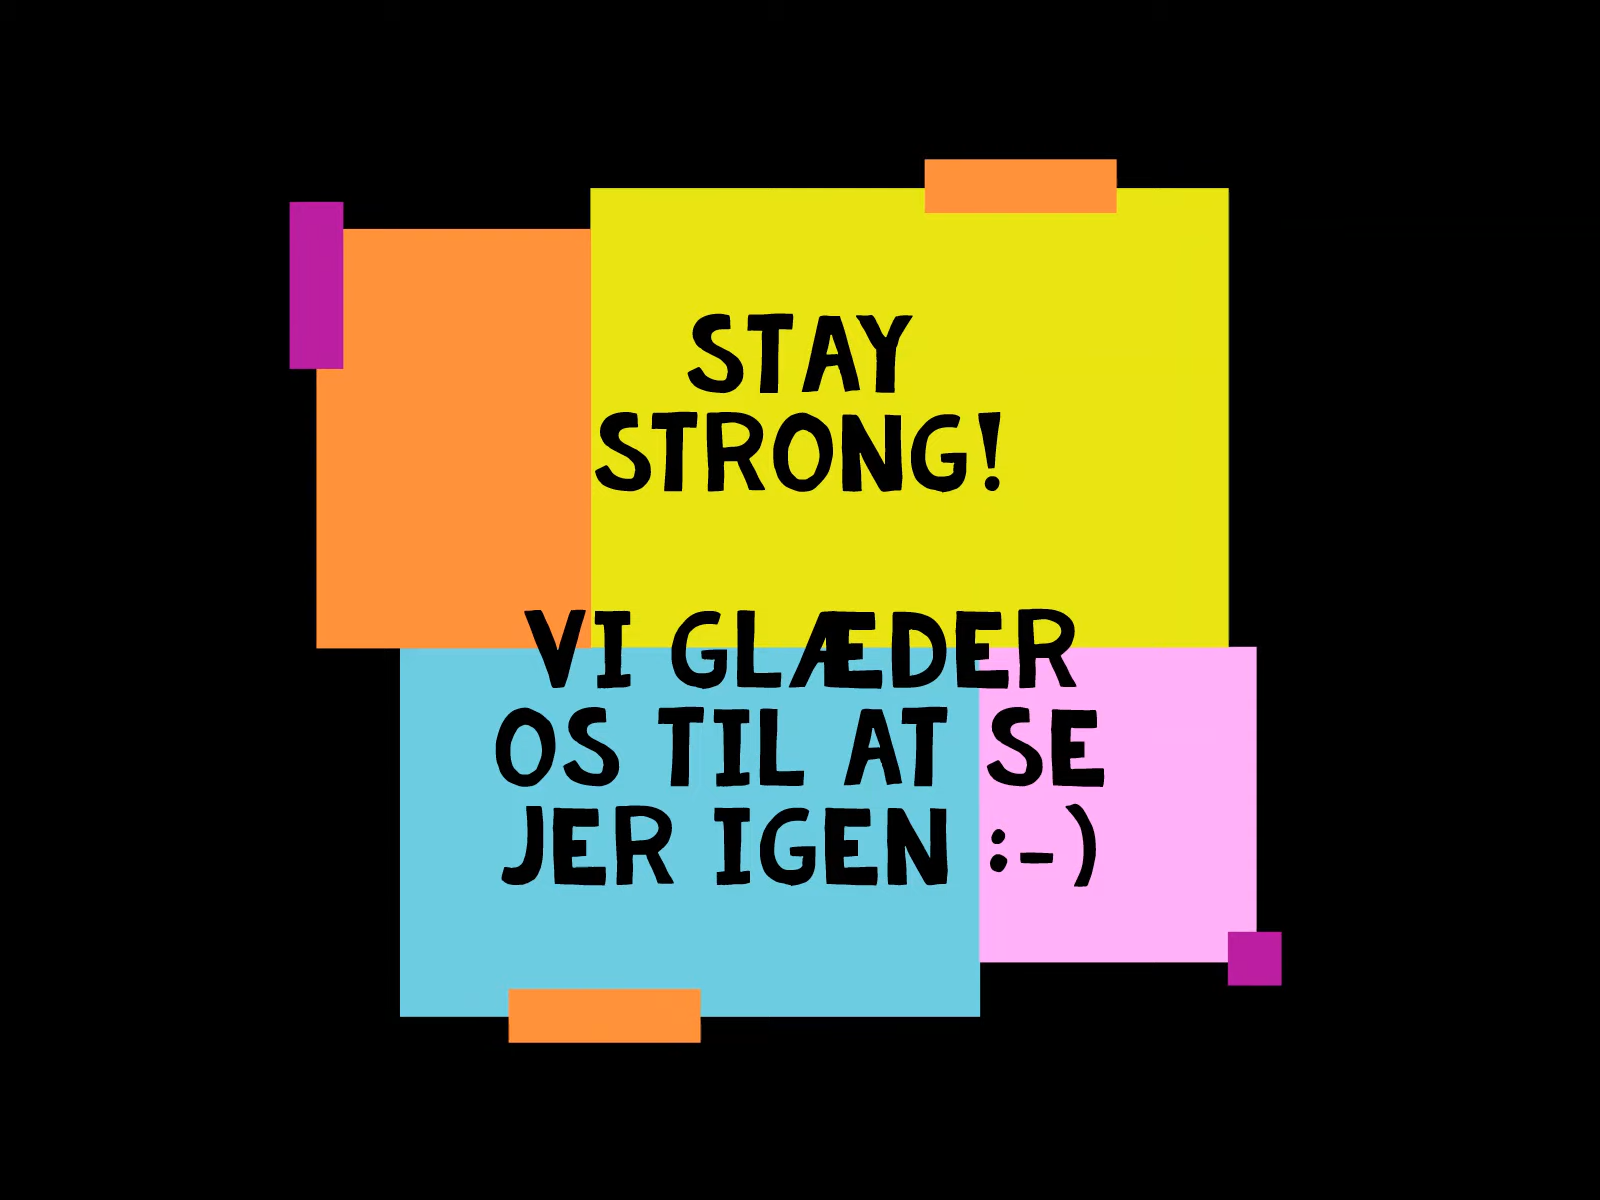 STAY
STRONG!
VI GLÆDER
OS TIL AT SE
JER IGEN :-)